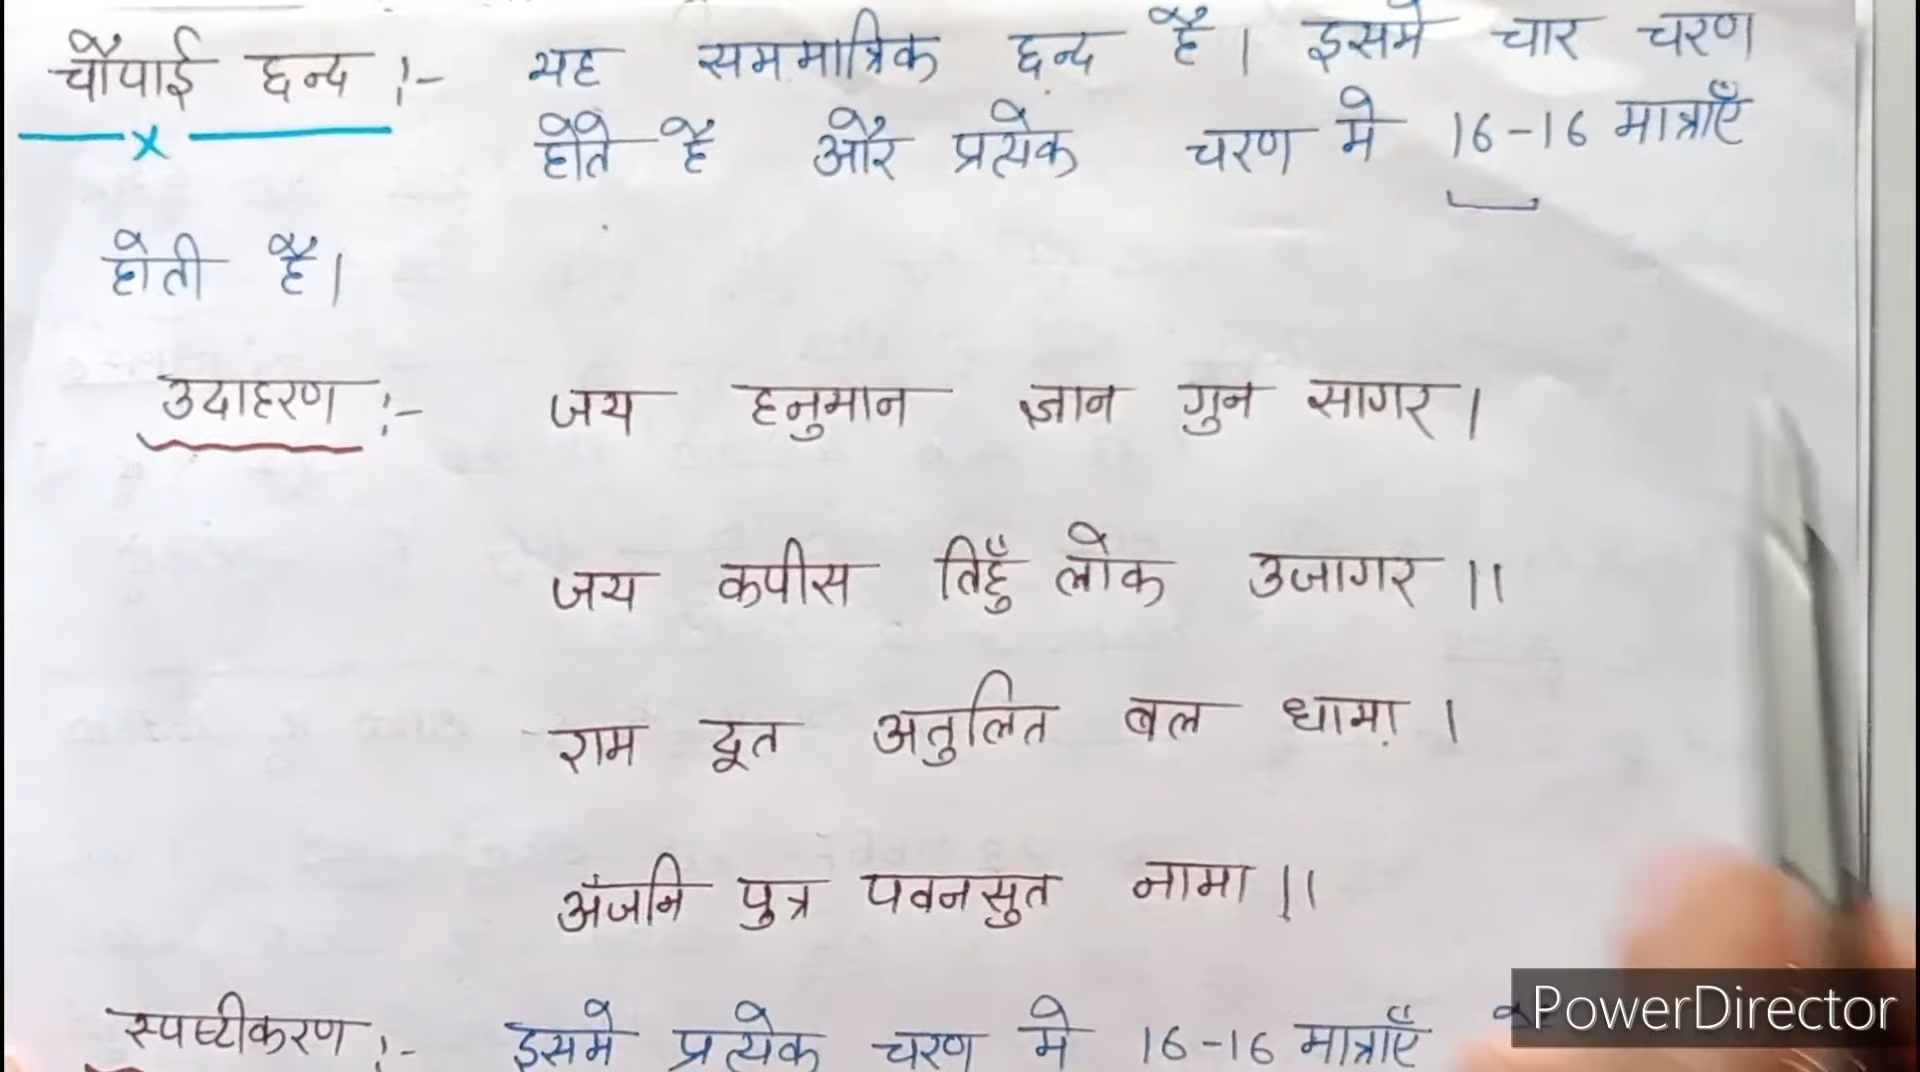 चौपाई छन्द :- यह सममात्रिक छन्द है। इसमे चार चरण
होते है और प्रत्येक चरण मे 16-16 मात्राएँ
होती है।
उदाहरण :- जय हनुमान ज्ञान गुन सागर।
जय कपीस तिहुँ लोक उजागर ॥
राम दूत अतुलित बल धामा ।
अंजनि पुत्र पवनसुत नामा ॥
स्पष्टीकरण :- इसमे प्रत्येक चरण मे 16-16 मात्राएँ
PowerDirector